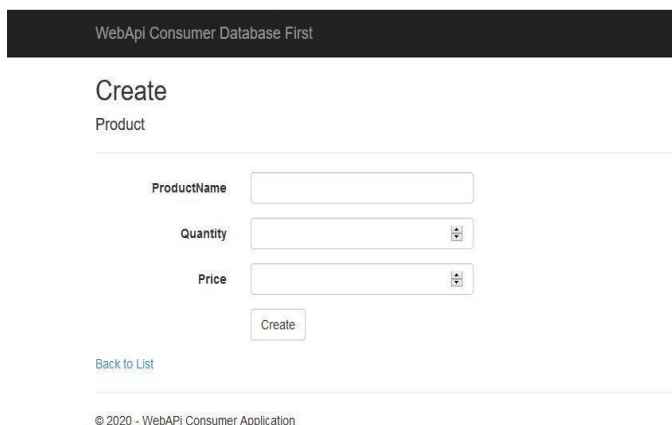 WebApi Consumer Database First
Create
Product
ProductName
Quantity
Price
Create
Back to List
© 2020 - WebAPi Consumer Application